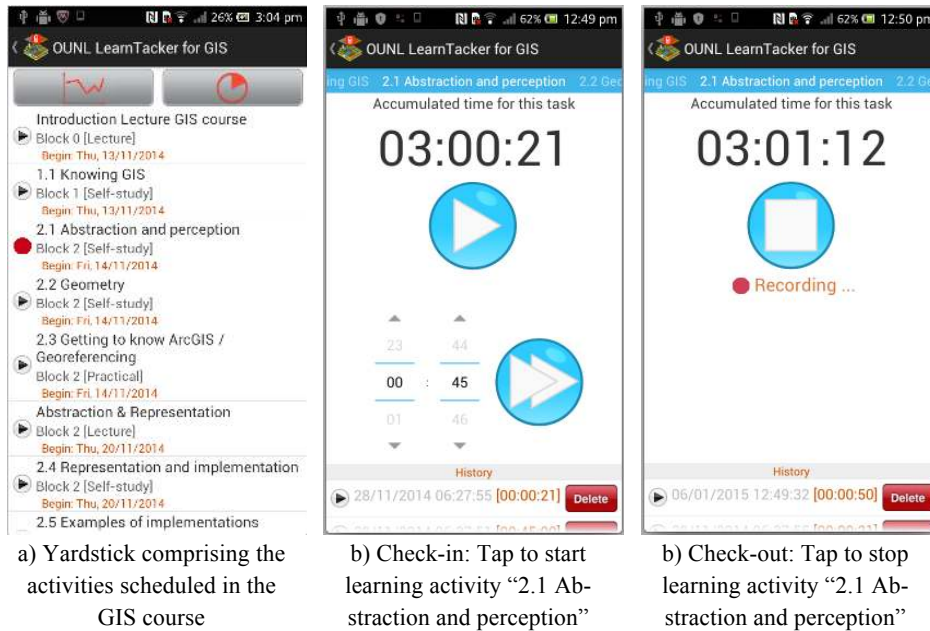 26% 3:04 pm
OUNL LearnTacker for GIS
Introduction Lecture GIS course
Block 0 [Lecture]
Begin: Thu, 13/11/2014
1.1 Knowing GIS
Block 1 [Self-study]
Begin: Thu, 13/11/2014
2.1 Abstraction and perception
Block 2 [Self-study]
Begin: Fri, 14/11/2014
2.2 Geometry
Block 2 [Self-study]
Begin: Fri, 14/11/2014
2.3 Getting to know ArcGIS /
Georeferencing
Block 2 [Practical]
Begin: Fri, 14/11/2014
Abstraction & Representation
Block 2 [Lecture]
Begin: Thu, 20/11/2014
2.4 Representation and implementation
Block 2 [Self-study]
Begin: Thu, 20/11/2014
2.5 Examples of implementations
a) Yardstick comprising the
activities scheduled in the
GIS course
62% 12:49 pm
OUNL LearnTacker for GIS
ing GIS 2.1 Abstraction and perception 2.2 Geo
Accumulated time for this task
03:00:21
23 44
00 : 45
01 46
History
28/11/2014 06:27:55 [00:00:21] Delete
b) Check-in: Tap to start
learning activity “2.1 Ab-
straction and perception”
62% 12:50 pm
OUNL LearnTacker for GIS
ing GIS 2.1 Abstraction and perception 2.2 Ge
Accumulated time for this task
03:01:12
Recording ...
History
06/01/2015 12:49:32 [00:00:50] Delete
b) Check-out: Tap to stop
learning activity “2.1 Ab-
straction and perception”